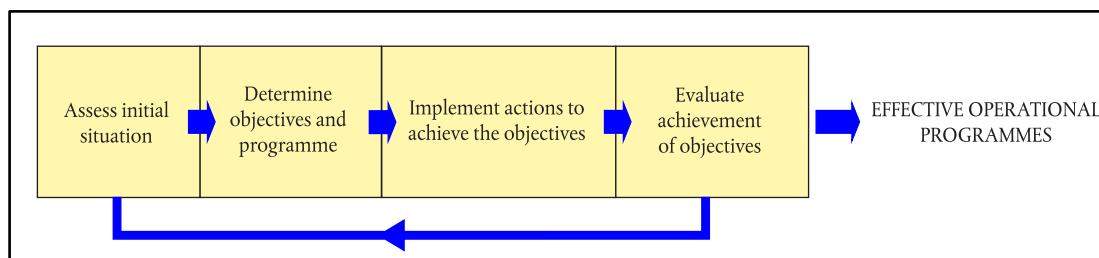 Assess initial
situation
Determine
objectives and
programme
Implement actions to
achieve the objectives
Evaluate
achievement
of objectives
EFFECTIVE OPERATIONAL
PROGRAMMES